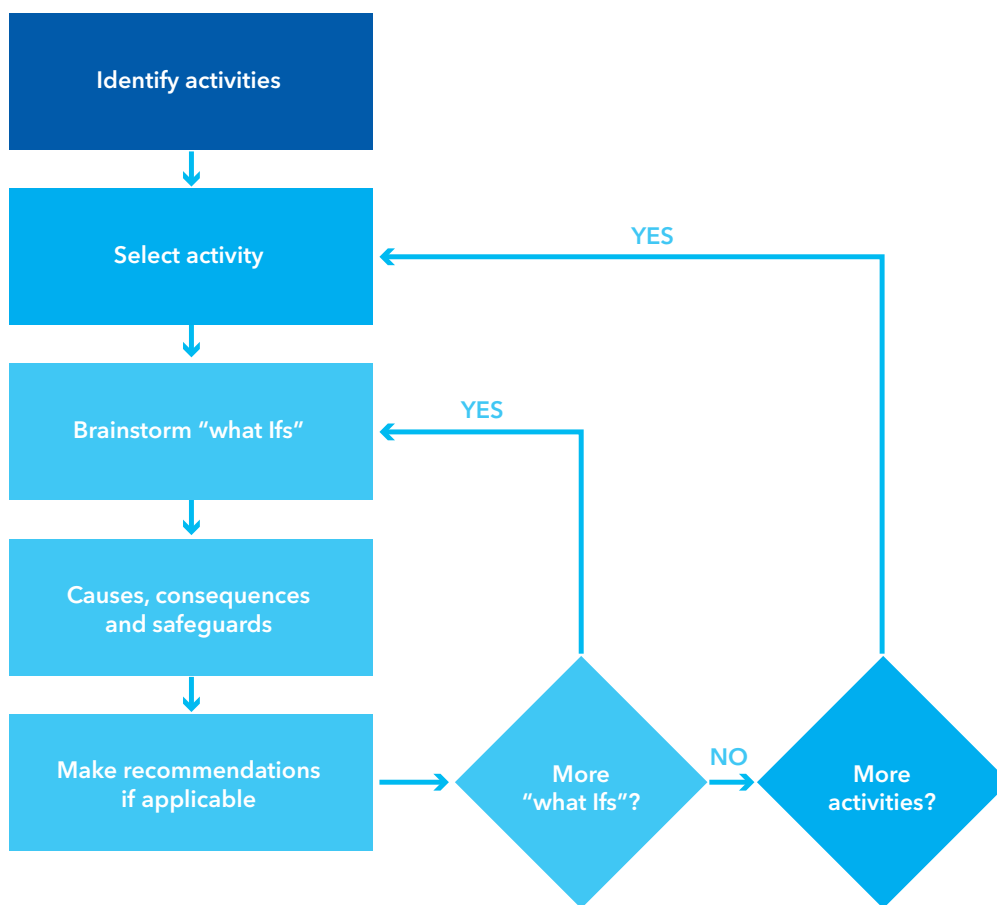 Identify activities
Select activity
YES
Brainstorm “what Ifs”
YES
Causes, consequences
and safeguards
Make recommendations
if applicable
More
“what Ifs”?
NO
More
activities?